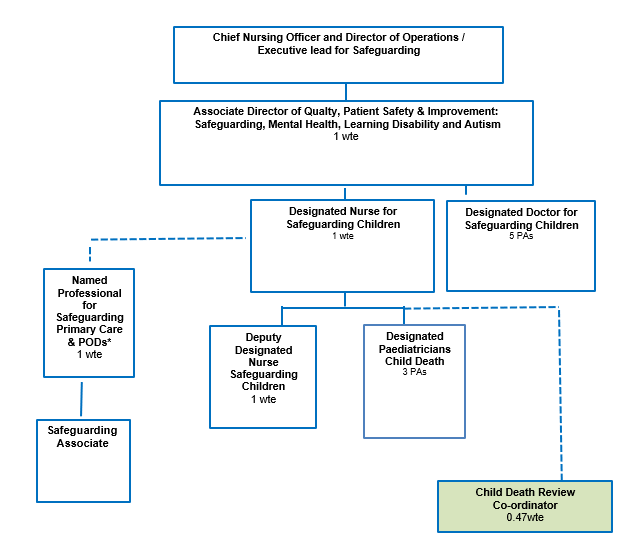 Chief Nursing Officer and Director of Operations /
Executive lead for Safeguarding
Associate Director of Qualty, Patient Safety & Improvement:
Safeguarding, Mental Health, Learning Disability and Autism
1 wte
Designated Nurse for
Safeguarding Children
1 wte
Designated Doctor for
Safeguarding Children
5 PAs
Named
Professional
for
Safeguarding
Primary Care
& PODs*
1 wte
Deputy
Designated
Nurse
Safeguarding
Children
1 wte
Designated
Paediatricians
Child Death
3 PAs
Safeguarding
Associate
Child Death Review
Co-ordinator
0.47wte